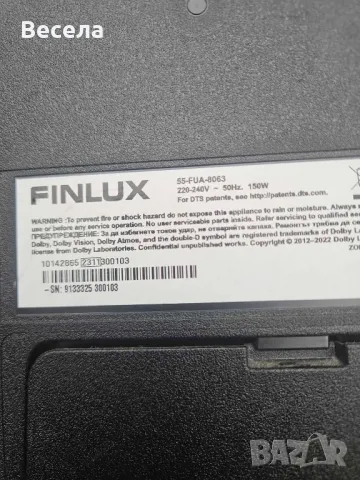 Весела
FINLUX
55-FUA-8063
220-240V ~ 50Hz. 150W
For DTS patents, see http://patents.dts.com.
WARNING: To prevent fire or shock hazard do not expose this appliance to rain or moisture. Always
use or before any operation. No user serviceable parts inside. Refer servicing to qualified
ПРЕДУПРЕЖДЕНИЕ: За да избегнете токов удар, не отваряйте капака. Ремонтът трябва да се
Dolby, Dolby Vision, Dolby Atmos, and the double-D symbol are registered trademarks of Dolby
from Dolby Laboratories. Confidential unpublished works. Copyright © 2012-2022 Dolby
10142865 2311 300103
-SN: 9133325 300103
BAZAR